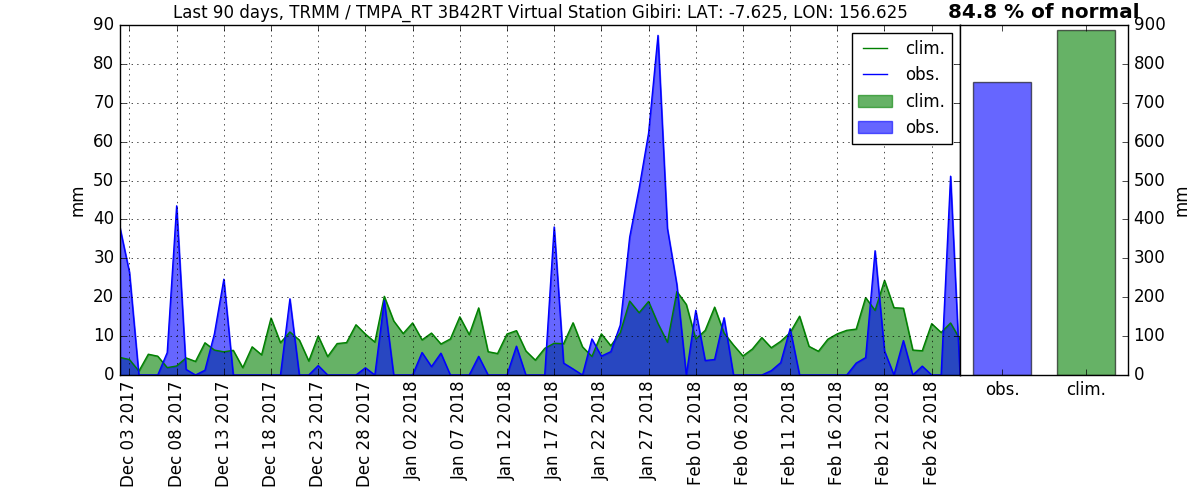 Last 90 days, TRMM / TMPA_RT 3B42RT Virtual Station Gibiri: LAT: -7.625, LON: 156.625
84.8 % of normal
90
80
70
60
50
40
30
20
10
0
mm
clim.
obs.
clim.
obs.
900
800
700
600
500
400
300
200
100
0
mm
Dec 03 2017
Dec 08 2017
Dec 13 2017
Dec 18 2017
Dec 23 2017
Dec 28 2017
Jan 02 2018
Jan 07 2018
Jan 12 2018
Jan 17 2018
Jan 22 2018
Jan 27 2018
Feb 01 2018
Feb 06 2018
Feb 11 2018
Feb 16 2018
Feb 21 2018
Feb 26 2018
obs.
clim.